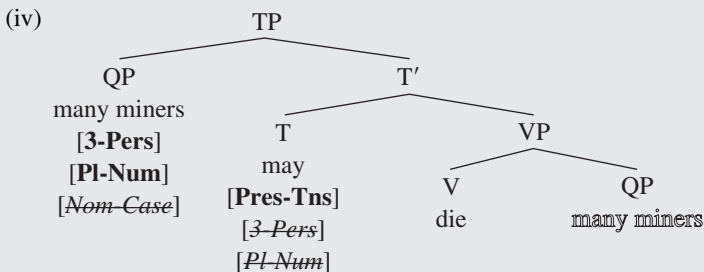 (iv) TP
QP T′
many miners
[3-Pers] T VP
[Pl-Num] may
[Nom-Case] [Pres-Tns] V QP
[3-Pers] die many miners
[Pl-Num]